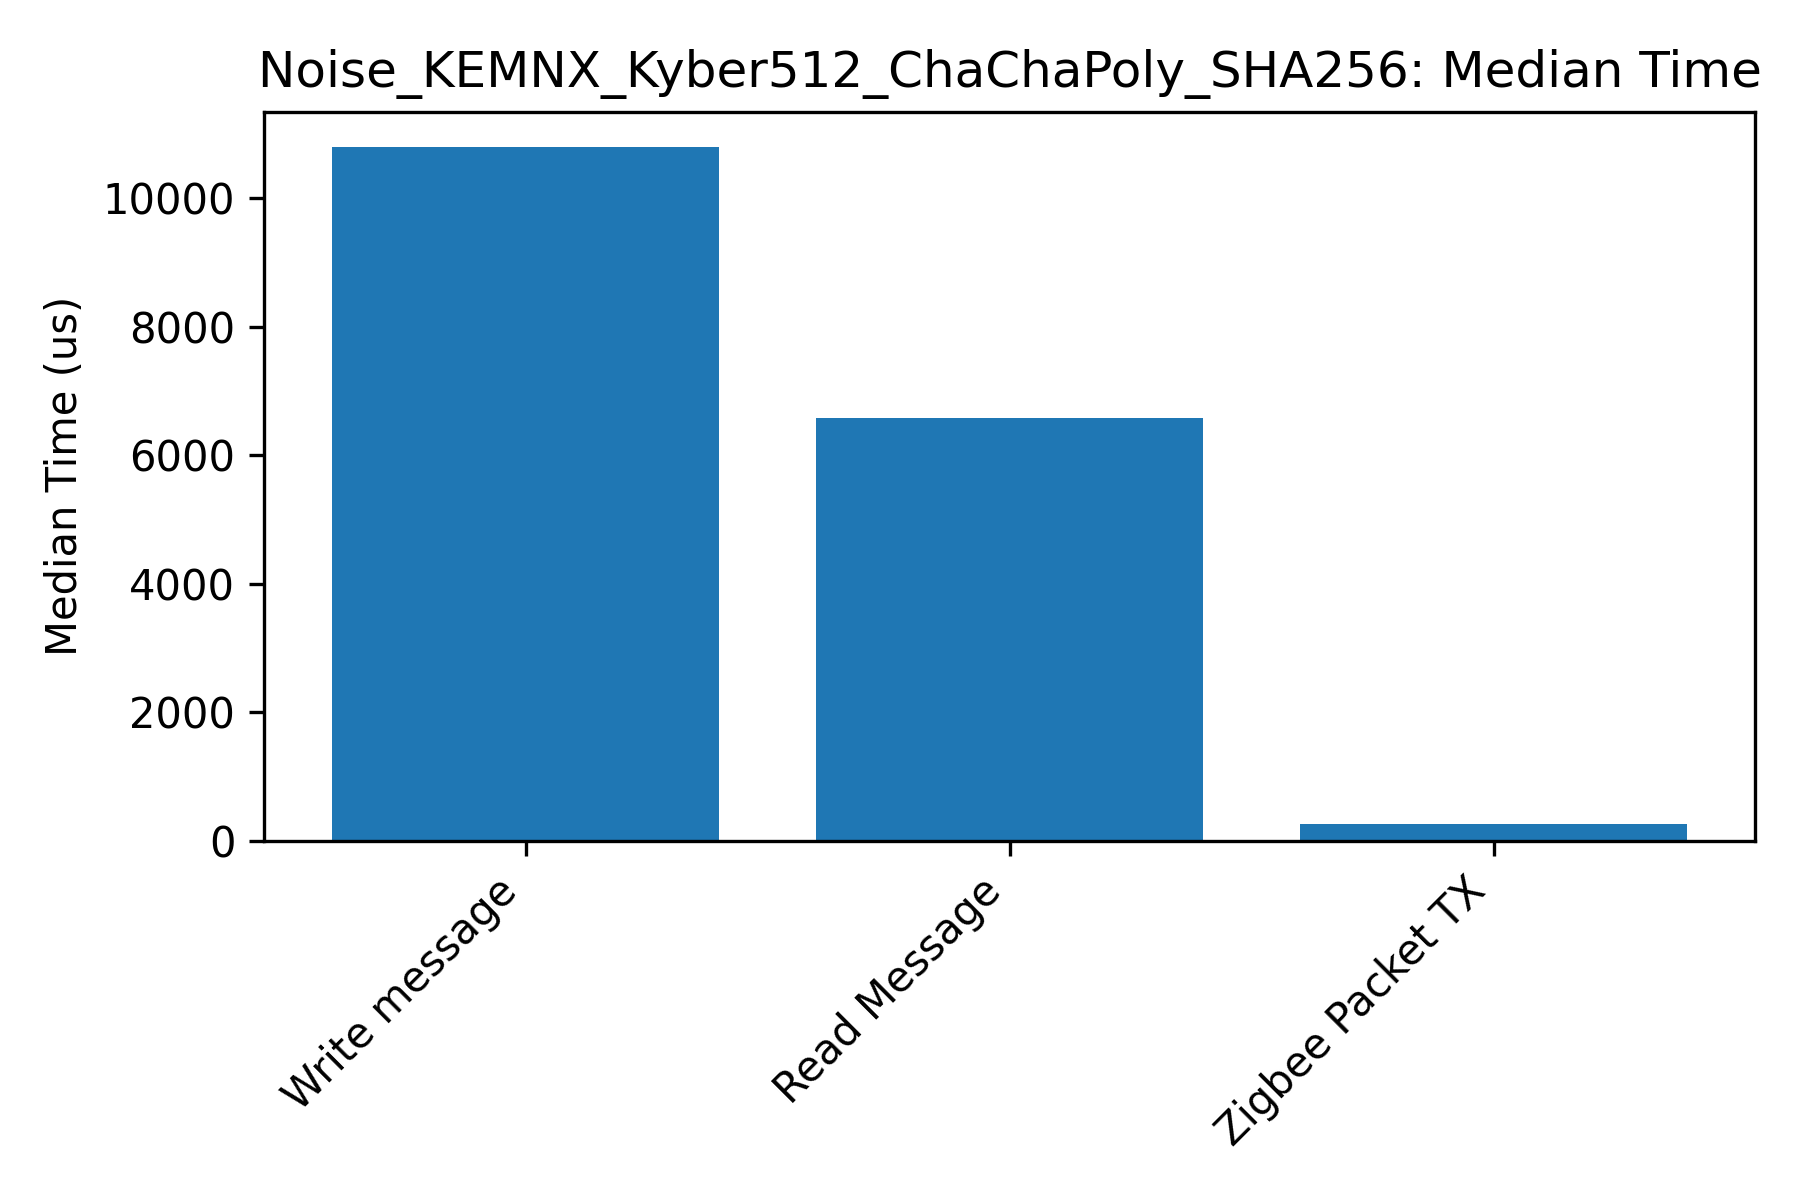 Noise_KEMNX_Kyber512_ChaChaPoly_SHA256: Median Time
Median Time (us)
10000
8000
6000
4000
2000
0
Write message
Read Message
Zigbee Packet TX